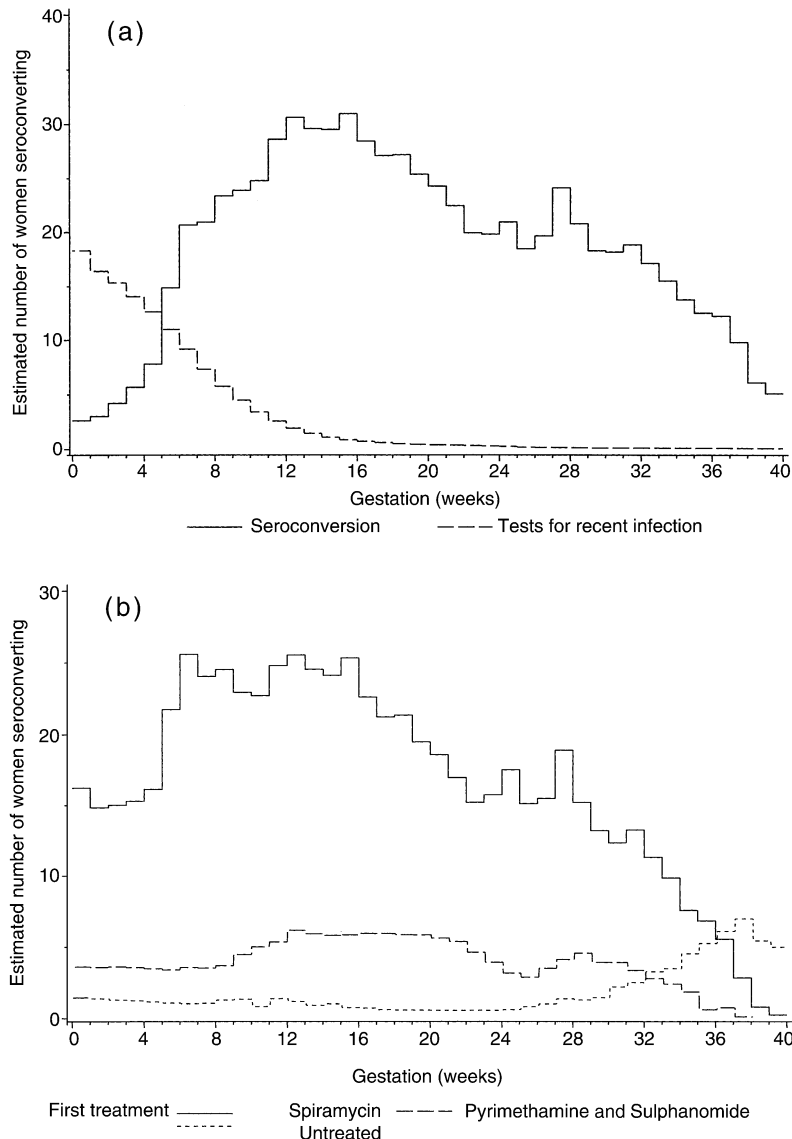 (a)
Estimated number of women seroconverting
40
30
20
10
0
0 4 8 12 16 20 24 28 32 36 40
Gestation (weeks)
Seroconversion Tests for recent infection
(b)
Estimated number of women seroconverting
30
20
10
0
0 4 8 12 16 20 24 28 32 36 40
Gestation (weeks)
First treatment Spiramycin Pyrimethamine and Sulphanomide
Untreated